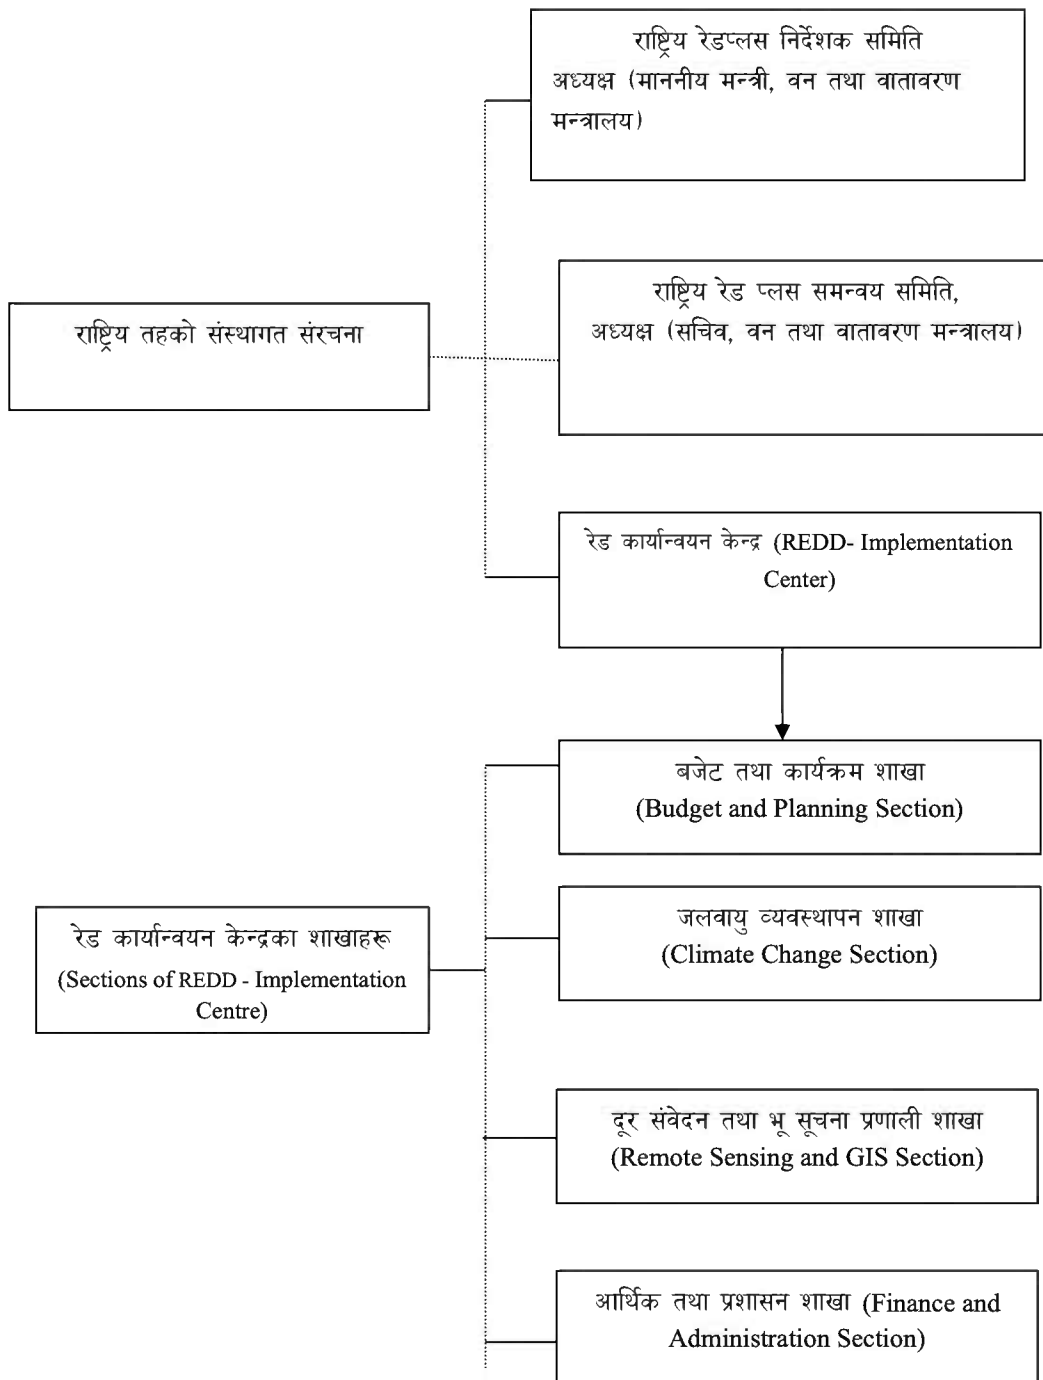 राष्ट्रिय रेडप्लस निर्देशक समिति
अध्यक्ष (माननीय मन्त्री, वन तथा वातावरण
मन्त्रालय)
राष्ट्रिय तहको संस्थागत संरचना
राष्ट्रिय रेड प्लस समन्वय समिति,
अध्यक्ष (सचिव, वन तथा वातावरण मन्त्रालय)
रेड कार्यान्वयन केन्द्र (REDD- Implementation
Center)
बजेट तथा कार्यक्रम शाखा
(Budget and Planning Section)
रेड कार्यान्वयन केन्द्रका शाखाहरू
(Sections of REDD - Implementation
Centre)
जलवायु व्यवस्थापन शाखा
(Climate Change Section)
दूर संवेदन तथा भू सूचना प्रणाली शाखा
(Remote Sensing and GIS Section)
आर्थिक तथा प्रशासन शाखा (Finance and
Administration Section)